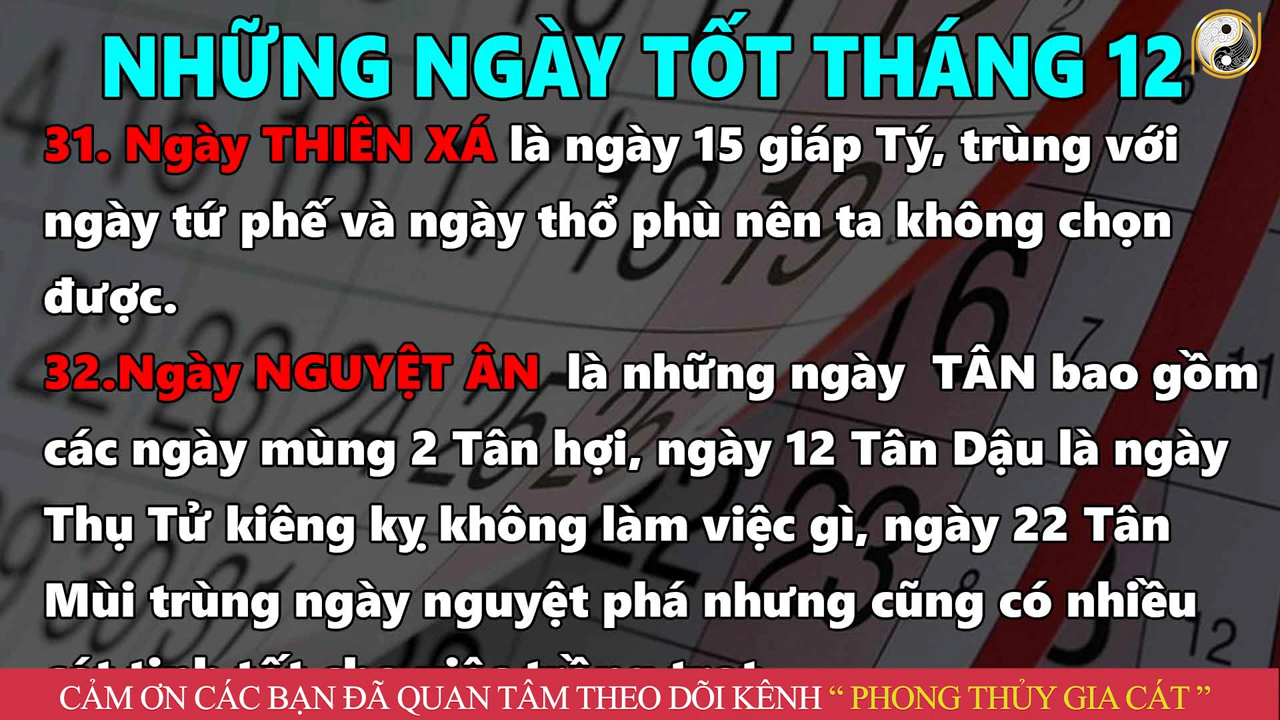 NHỮNG NGÀY TỐT THÁNG 12
31. Ngày THIÊN XÁ là ngày 15 giáp Tý, trùng với
ngày tứ phế và ngày thổ phù nên ta không chọn
được.
32.Ngày NGUYỆT ÂN là những ngày TÂN bao gồm
các ngày mùng 2 Tân hợi, ngày 12 Tân Dậu là ngày
Thụ Tử kiêng kỵ không làm việc gì, ngày 22 Tân
Mùi trùng ngày nguyệt phá nhưng cũng có nhiều
CẢM ƠN CÁC BẠN ĐÃ QUAN TÂM THEO DÕI KÊNH “ PHONG THỦY GIA CÁT ”